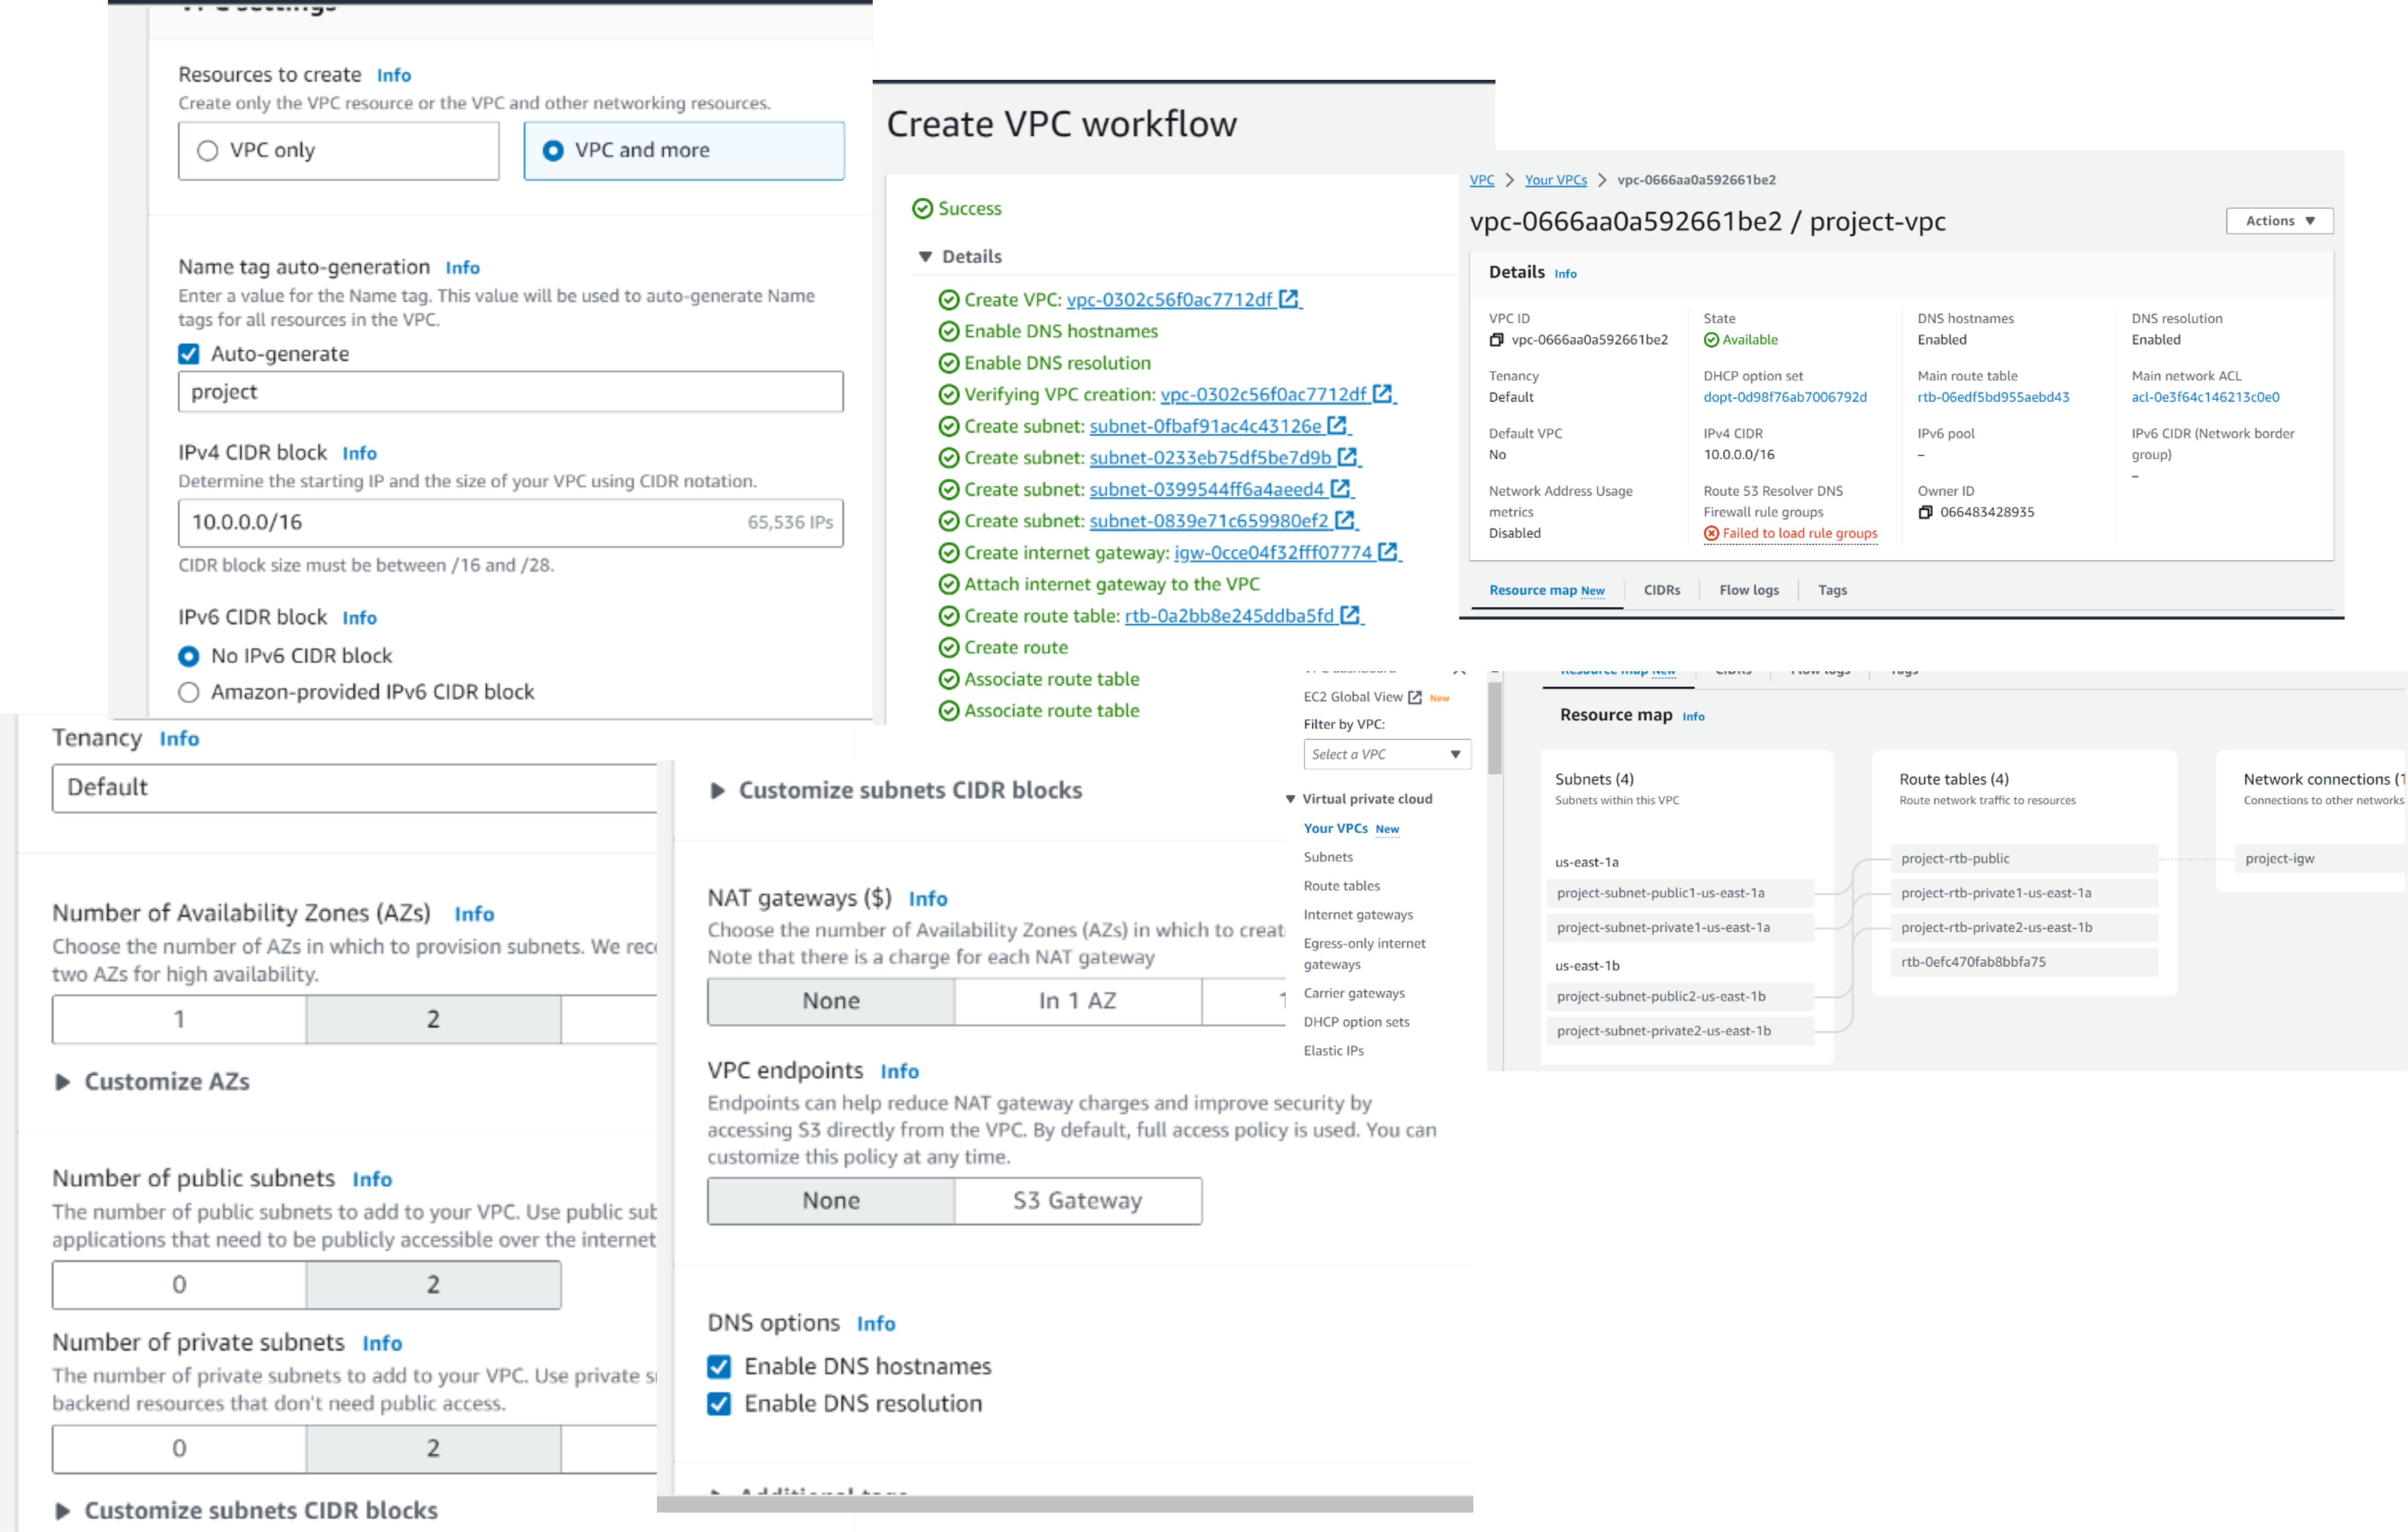 VPC settings
Resources to create Info
Create only the VPC resource or the VPC and other networking resources.
VPC only
VPC and more
Name tag auto-generation Info
Enter a value for the Name tag. This value will be used to auto-generate Name
tags for all resources in the VPC.
Auto-generate
project
IPv4 CIDR block Info
Determine the starting IP and the size of your VPC using CIDR notation.
10.0.0.0/16 65,536 IPs
CIDR block size must be between /16 and /28.
IPv6 CIDR block Info
No IPv6 CIDR block
Amazon-provided IPv6 CIDR block
Create VPC workflow
Success
Details
Create VPC: vpc-0302c56f0ac7712df
Enable DNS hostnames
Enable DNS resolution
Verifying VPC creation: vpc-0302c56f0ac7712df
Create subnet: subnet-0fbaf91ac4c43126e
Create subnet: subnet-0233eb75df5be7d9b
Create subnet: subnet-0399544ff6a4aeed4
Create subnet: subnet-0839e71c659980ef2
Create internet gateway: igw-0cce04f32fff07774
Attach internet gateway to the VPC
Create route table: rtb-0a2bb8e245ddba5fd
Create route
Associate route table
Associate route table
VPC > Your VPCs > vpc-0666aa0a592661be2
vpc-0666aa0a592661be2 / project-vpc
Actions
Details Info
VPC ID
vpc-0666aa0a592661be2
State
Available
DNS hostnames
Enabled
DNS resolution
Enabled
Tenancy
Default
DHCP option set
dopt-0d98f76ab7006792d
Main route table
rtb-06edf5bd955aebd43
Main network ACL
acl-0e3f64c146213c0e0
Default VPC
No
IPv4 CIDR
10.0.0.0/16
IPv6 pool
–
IPv6 CIDR (Network border
group)
–
Network Address Usage
metrics
Disabled
Route 53 Resolver DNS
Firewall rule groups
Failed to load rule groups
Owner ID
066483428935
Resource map New
CIDRs
Flow logs
Tags
Tenancy Info
Default
Number of Availability Zones (AZs) Info
Choose the number of AZs in which to provision subnets. We rec
two AZs for high availability.
1
2
Customize AZs
Number of public subnets Info
The number of public subnets to add to your VPC. Use public sub
applications that need to be publicly accessible over the internet
0
2
Number of private subnets Info
The number of private subnets to add to your VPC. Use private s
backend resources that don't need public access.
0
2
Customize subnets CIDR blocks
Customize subnets CIDR blocks
NAT gateways ($) Info
Choose the number of Availability Zones (AZs) in which to creat
Note that there is a charge for each NAT gateway
None
In 1 AZ
1
VPC endpoints Info
Endpoints can help reduce NAT gateway charges and improve security by
accessing S3 directly from the VPC. By default, full access policy is used. You can
customize this policy at any time.
None
S3 Gateway
DNS options Info
Enable DNS hostnames
Enable DNS resolution
Additional tags
EC2 Global View New
Filter by VPC:
Select a VPC
Virtual private cloud
Your VPCs New
Subnets
Route tables
Internet gateways
Egress-only internet
gateways
Carrier gateways
DHCP option sets
Elastic IPs
Resource map New
CIDRs
Flow logs
Tags
Resource map Info
Subnets (4)
Subnets within this VPC
us-east-1a
project-subnet-public1-us-east-1a
project-subnet-private1-us-east-1a
us-east-1b
project-subnet-public2-us-east-1b
project-subnet-private2-us-east-1b
Route tables (4)
Route network traffic to resources
project-rtb-public
project-rtb-private1-us-east-1a
project-rtb-private2-us-east-1b
rtb-0efc470fab8bbfa75
Network connections (1
Connections to other networks
project-igw